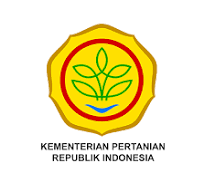 KEMENTERIAN PERTANIAN
REPUBLIK INDONESIA